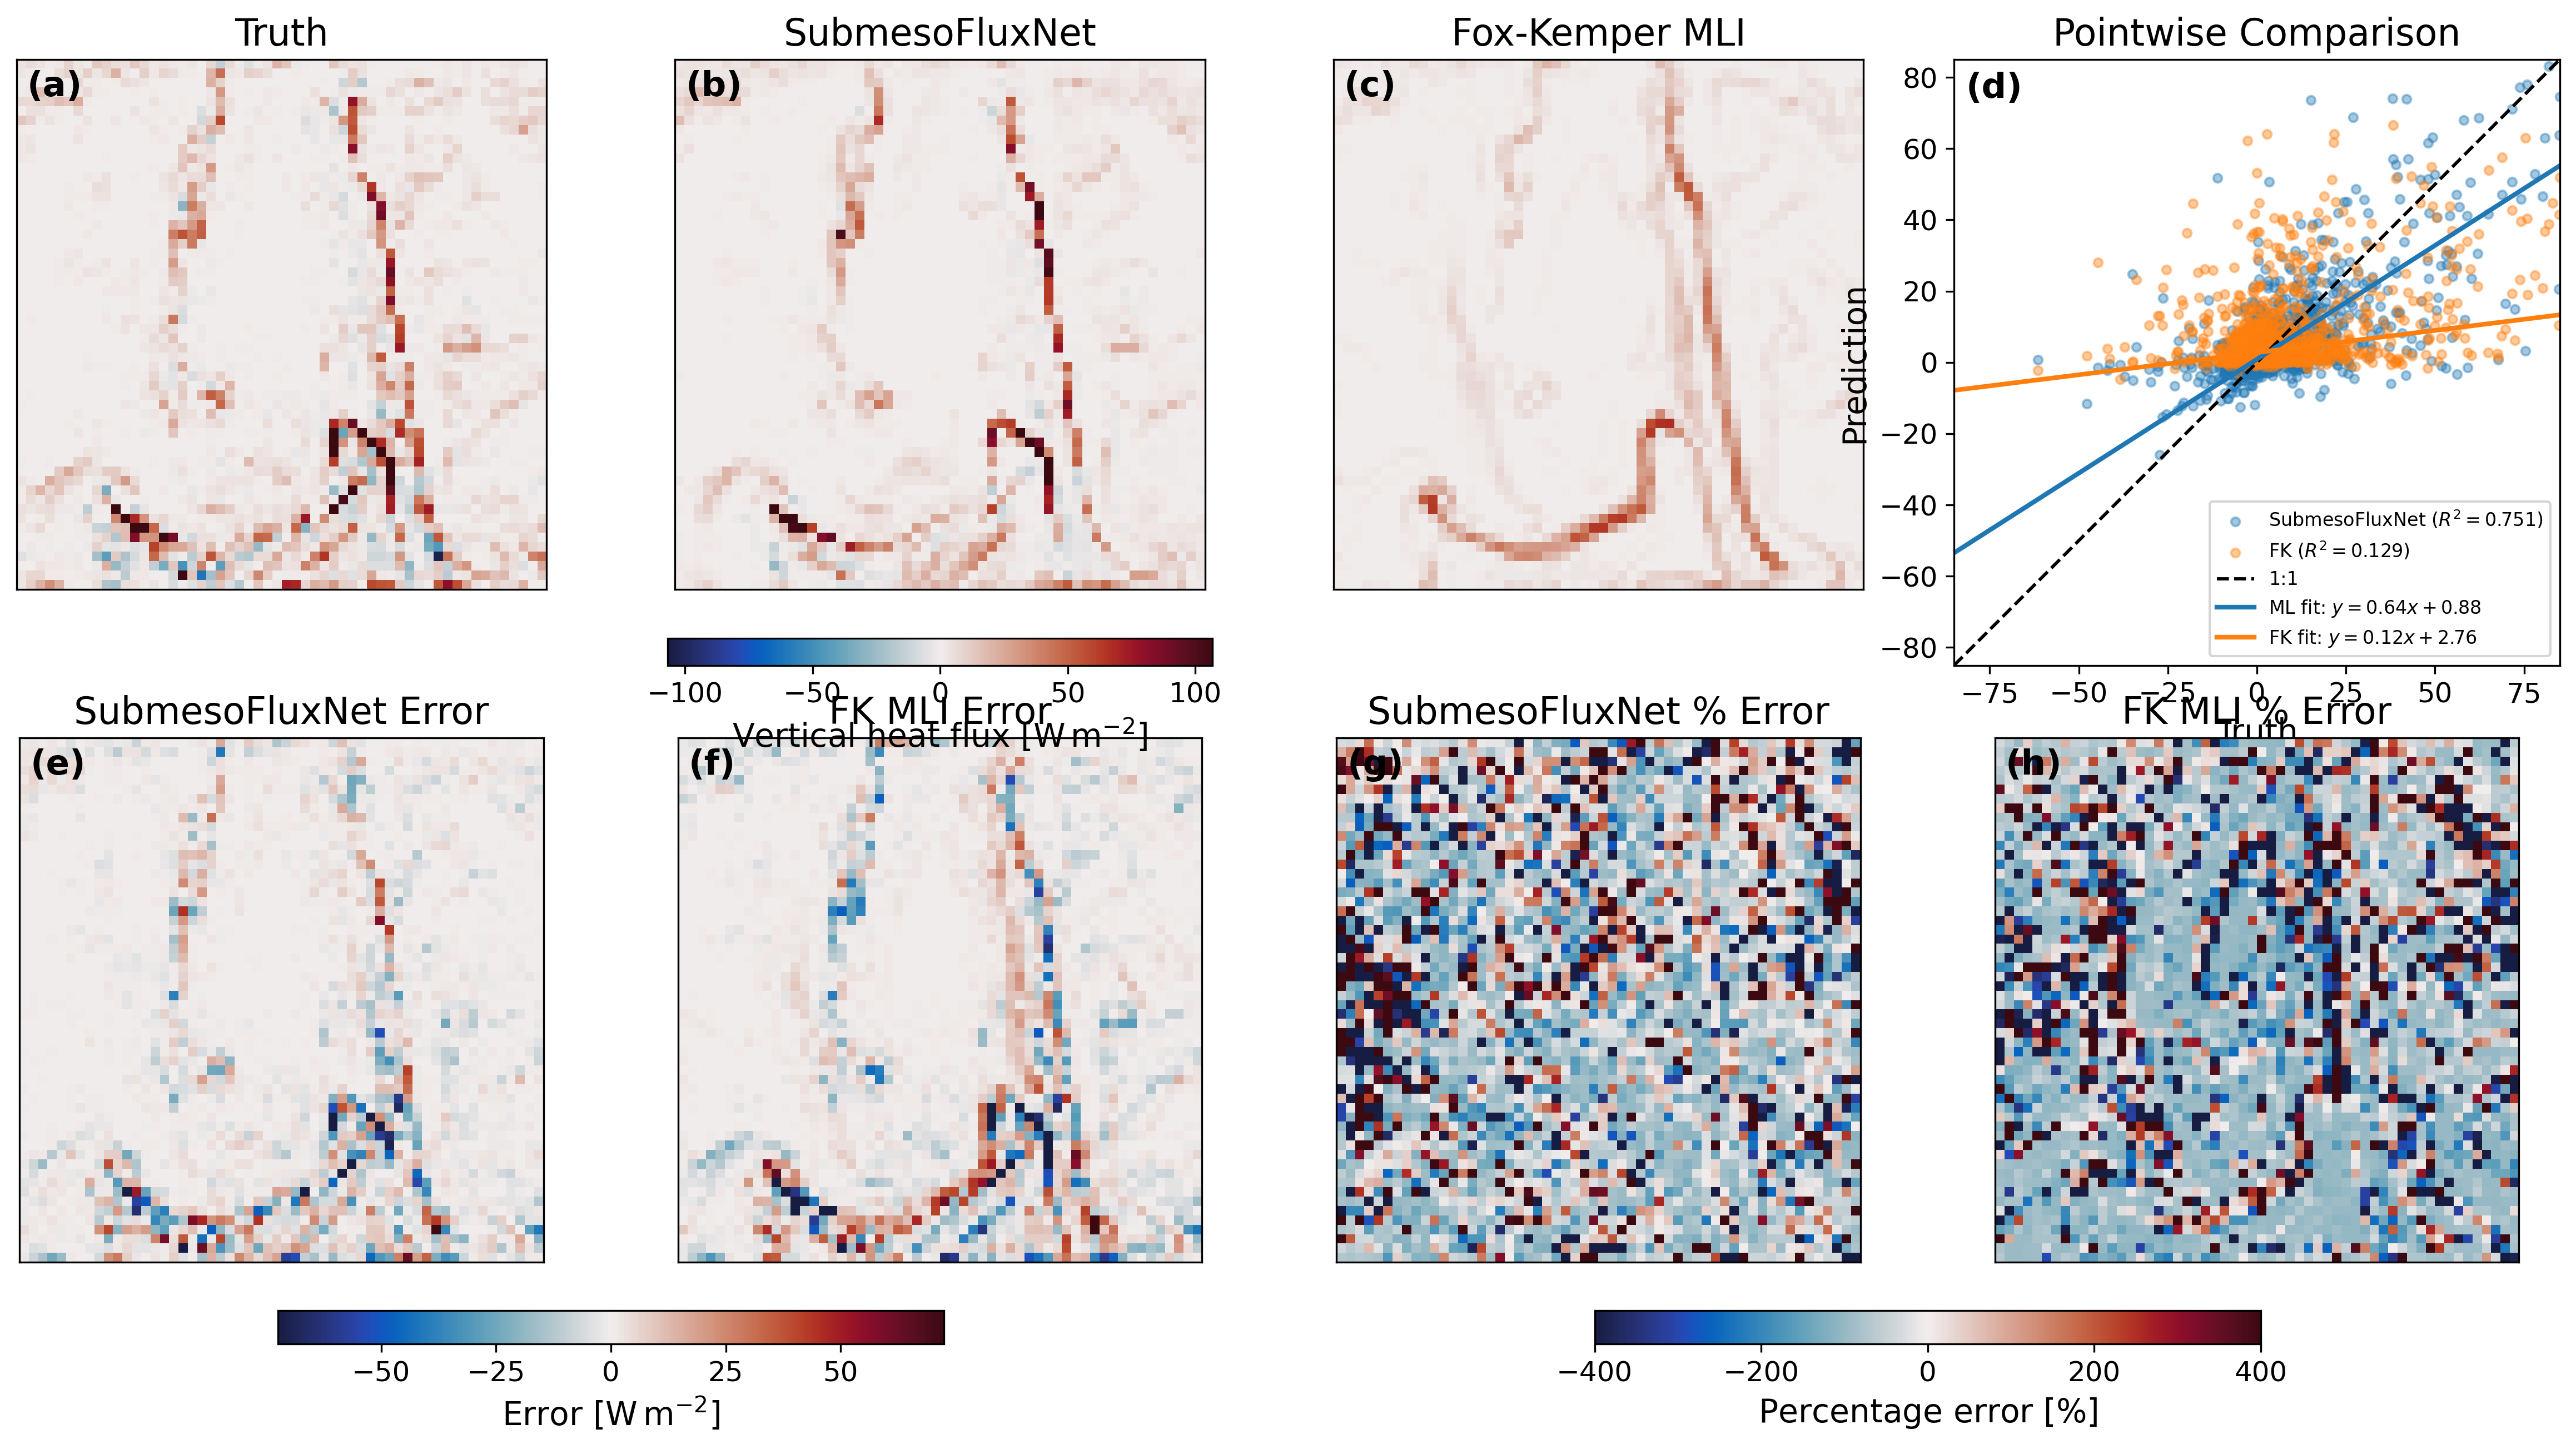 Truth
SubmesoFluxNet
Fox-Kemper MLI
Pointwise Comparison
(a)
(b)
(c)
(d)
80
60
40
20
0
−20
−40
−60
−80
Prediction
SubmesoFluxNet (R² = 0.751)
FK (R² = 0.129)
1:1
ML fit: y = 0.64x + 0.88
FK fit: y = 0.12x + 2.76
−75 −50 −25 0 25 50 75
Truth
−100 −50 0 50 100
Vertical heat flux [W m⁻²]
SubmesoFluxNet Error
FK MLI Error
SubmesoFluxNet % Error
FK MLI % Error
(e)
(f)
(g)
(h)
−50 −25 0 25 50
Error [W m⁻²]
−400 −200 0 200 400
Percentage error [%]